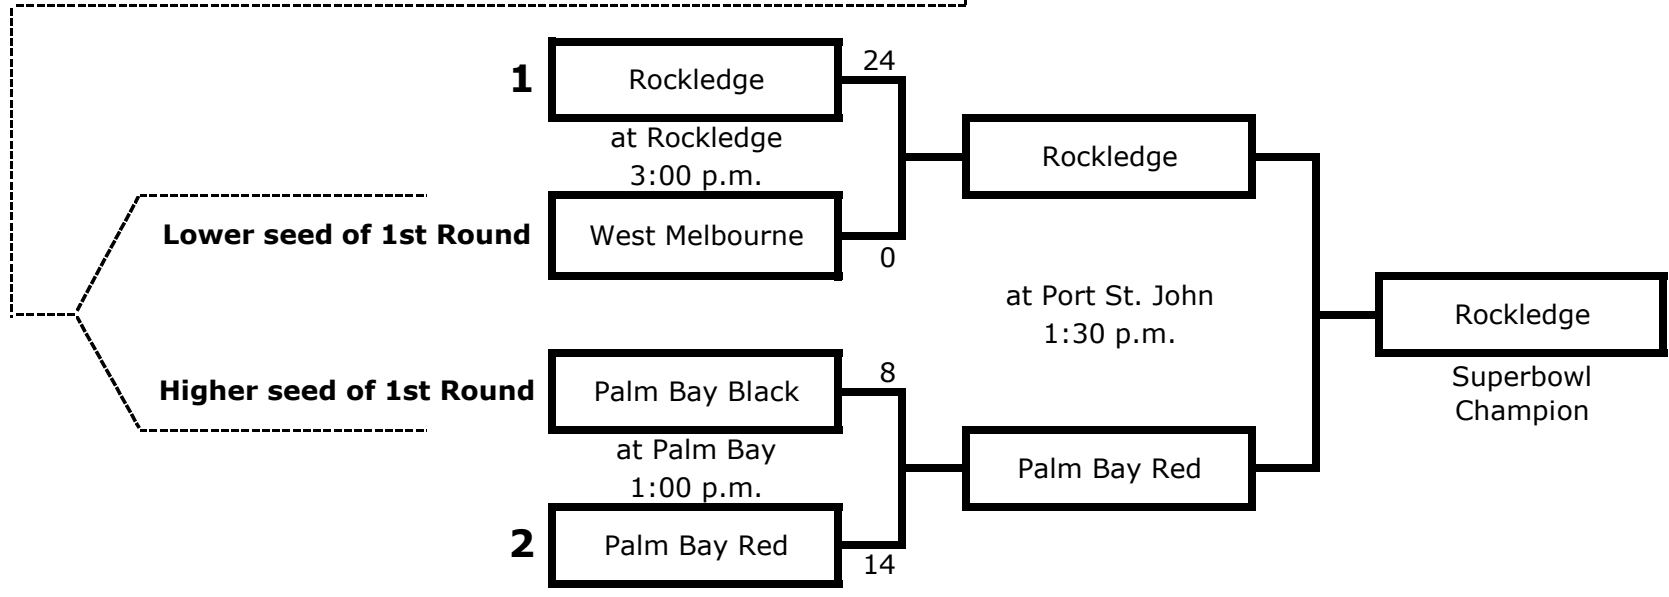 24
1
Rockledge
at Rockledge
3:00 p.m.
Lower seed of 1st Round
West Melbourne
0
Rockledge
at Port St. John
1:30 p.m.
Rockledge
Superbowl
Champion
Higher seed of 1st Round
Palm Bay Black
8
at Palm Bay
1:00 p.m.
Palm Bay Red
2
Palm Bay Red
14